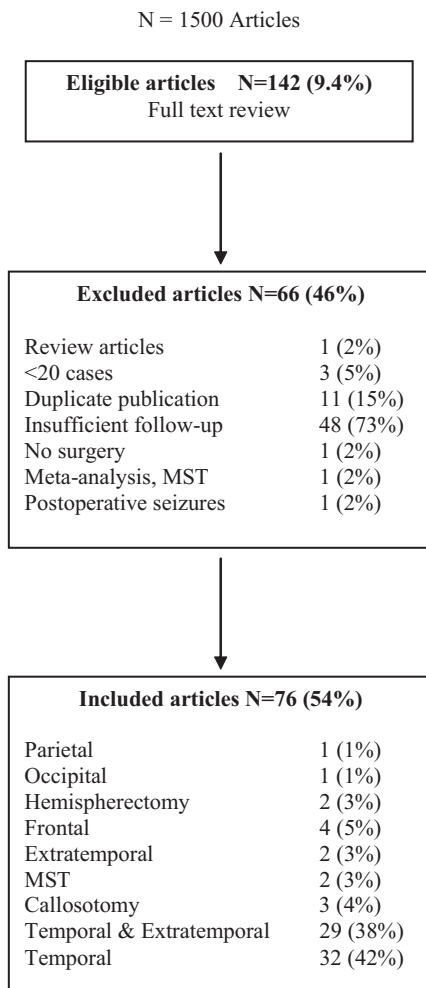 N = 1500 Articles
Eligible articles N=142 (9.4%)
Full text review
Excluded articles N=66 (46%)
Review articles 1 (2%)
<20 cases 3 (5%)
Duplicate publication 11 (15%)
Insufficient follow-up 48 (73%)
No surgery 1 (2%)
Meta-analysis, MST 1 (2%)
Postoperative seizures 1 (2%)
Included articles N=76 (54%)
Parietal 1 (1%)
Occipital 1 (1%)
Hemispherectomy 2 (3%)
Frontal 4 (5%)
Extratemporal 2 (3%)
MST 2 (3%)
Callosotomy 3 (4%)
Temporal & Extratemporal 29 (38%)
Temporal 32 (42%)